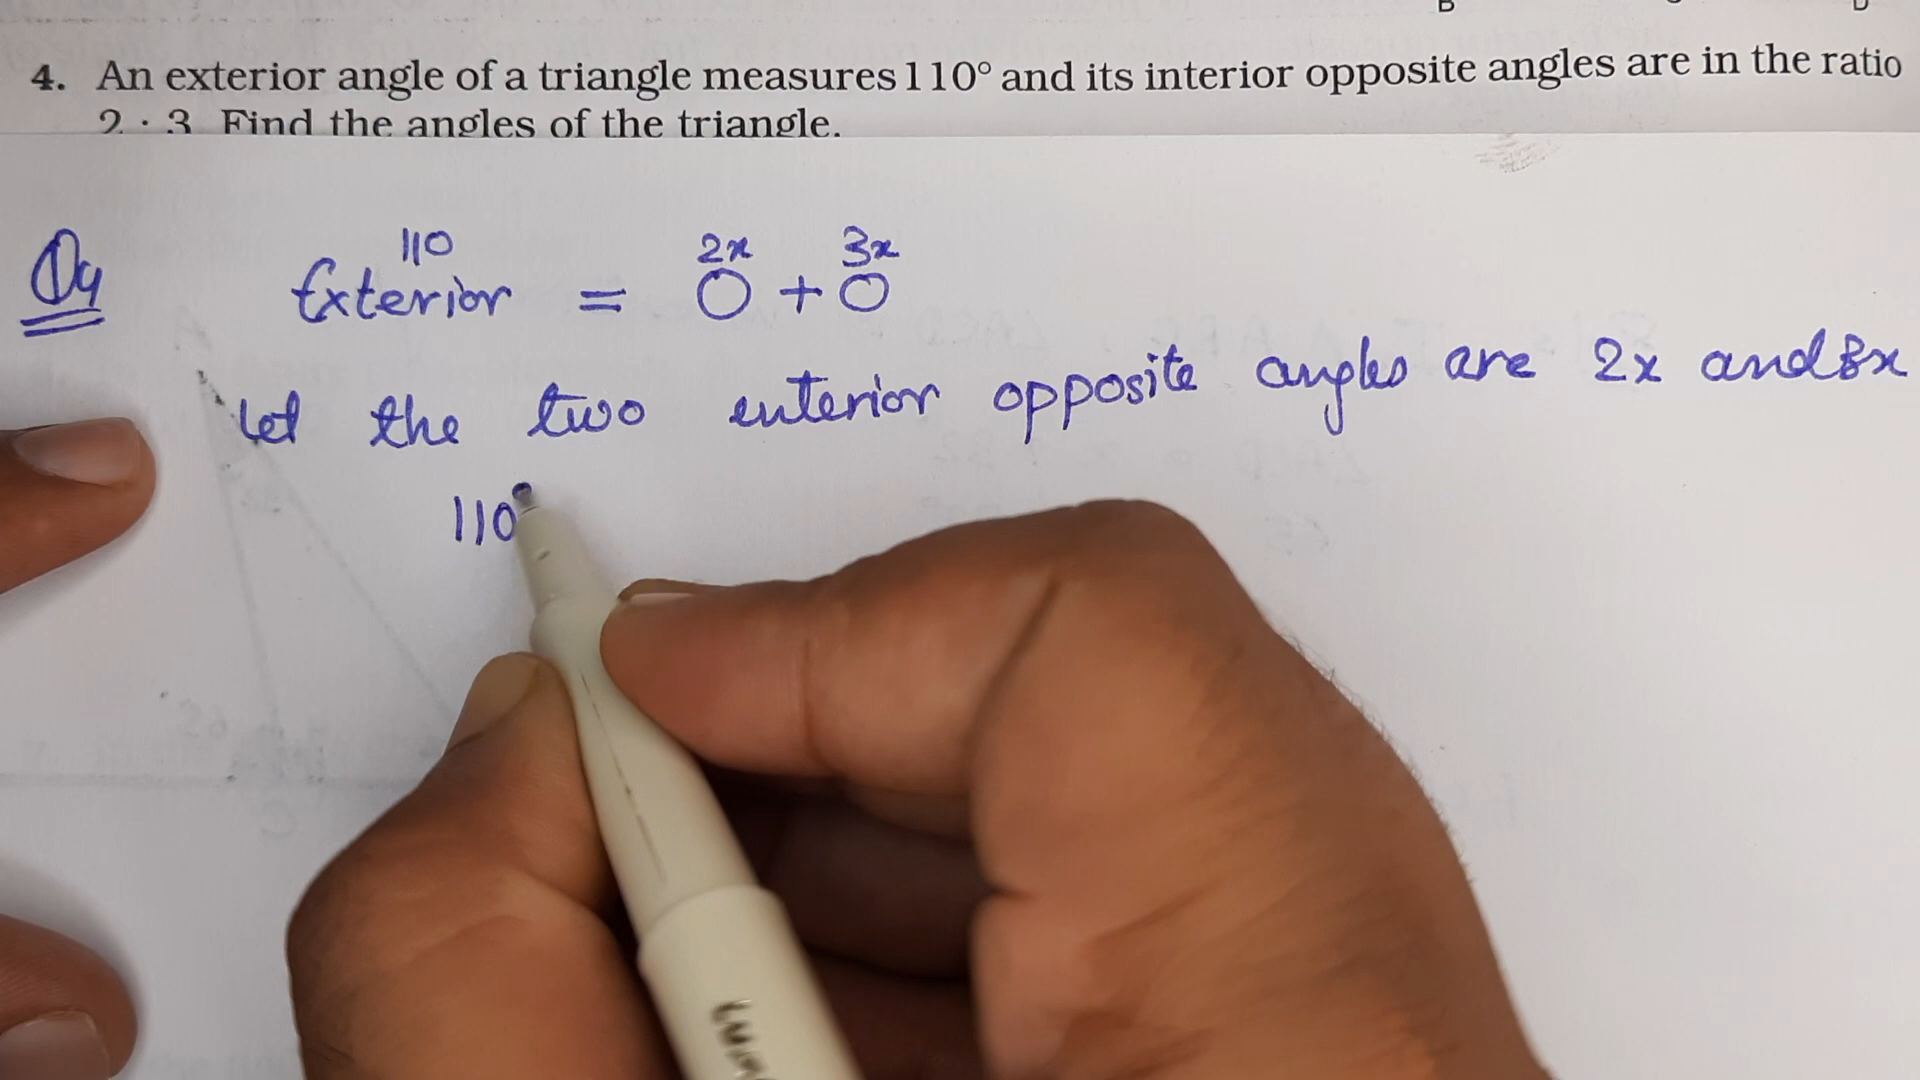 B D
4. An exterior angle of a triangle measures 110° and its interior opposite angles are in the ratio
2 : 3 Find the angles of the triangle.
Q4
110 2x 3x
Exterior = O + O
Let the two interior opposite angles are 2x and 3x
110°